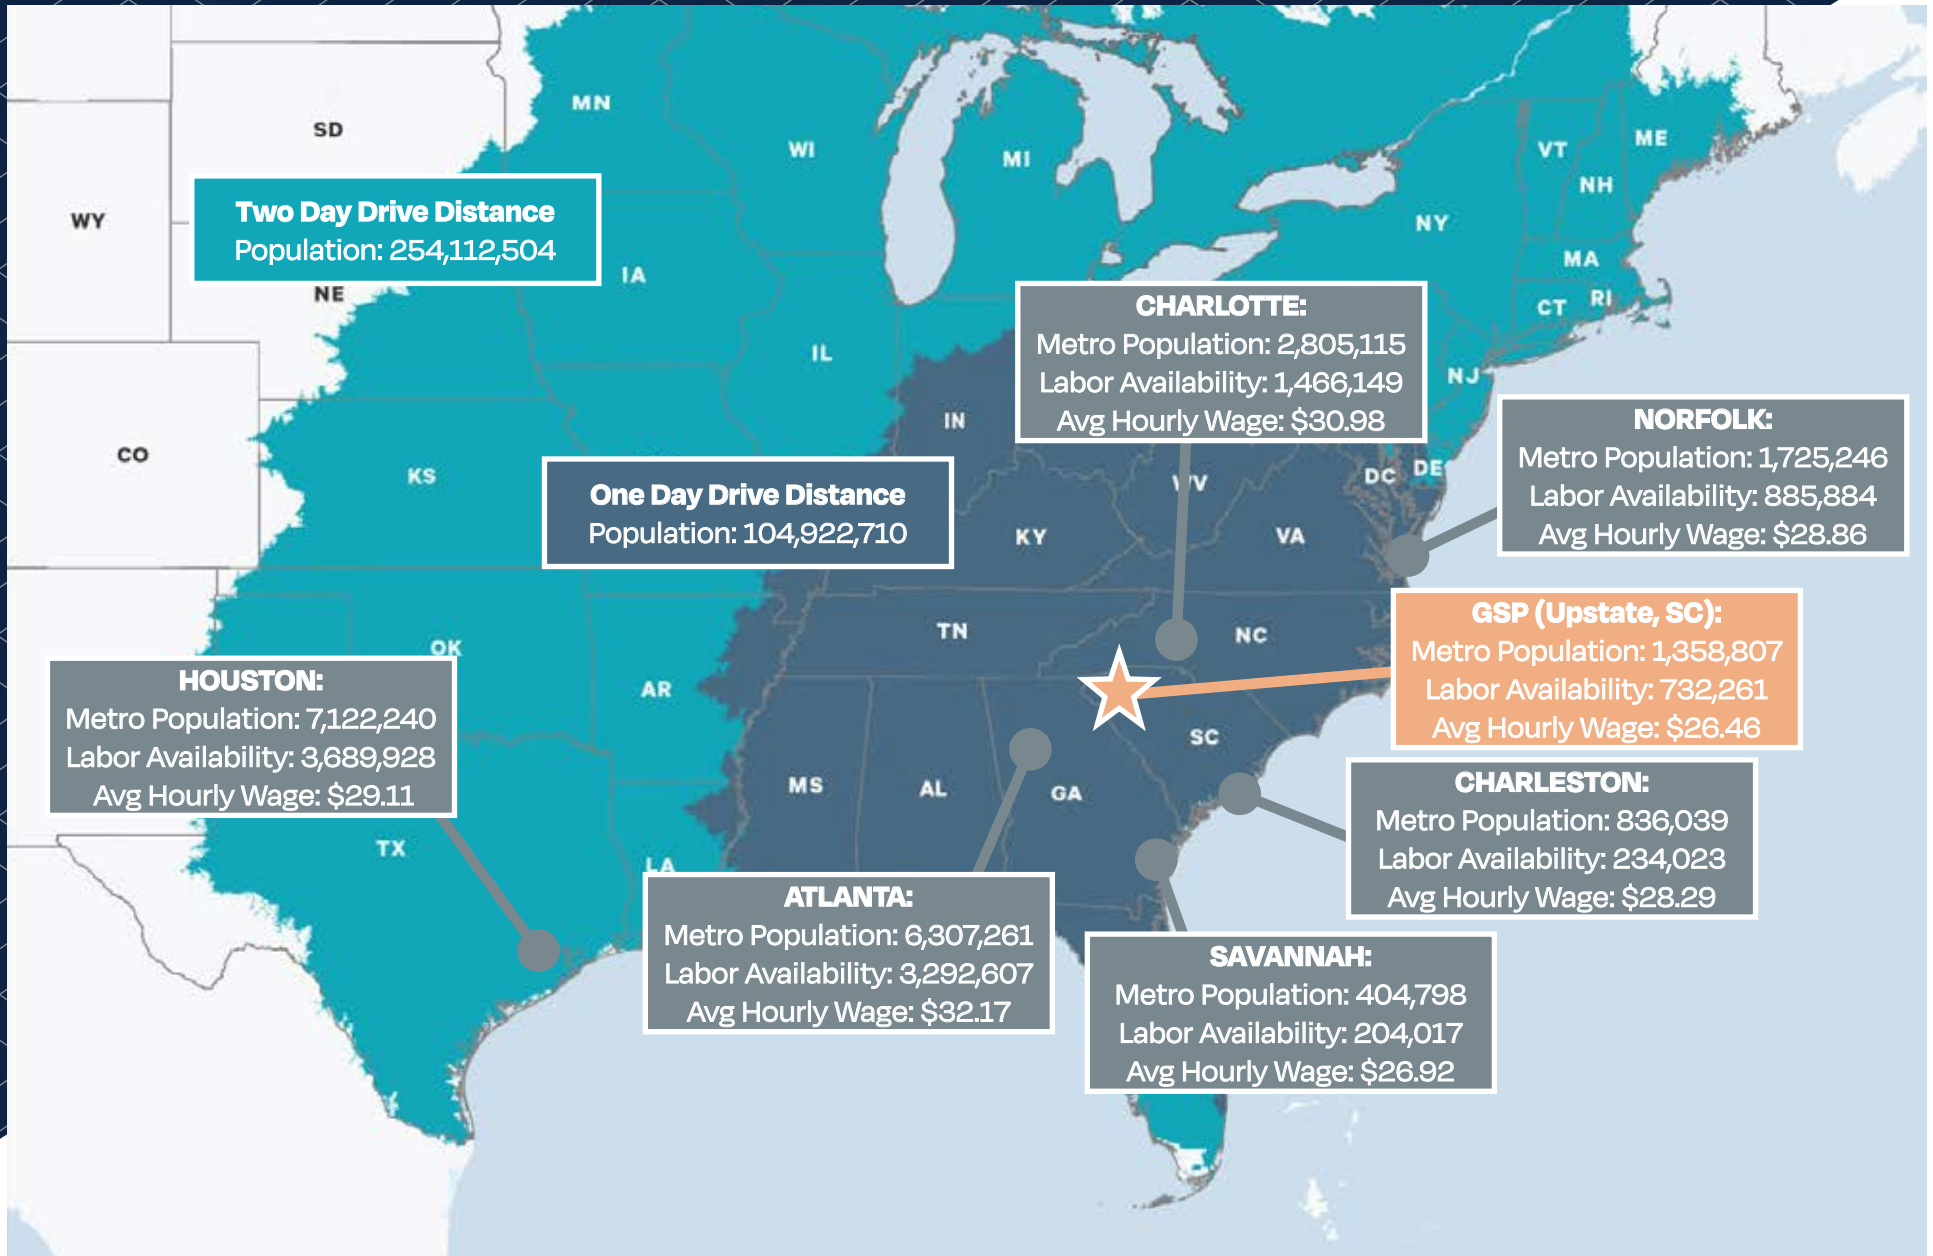 MN
SD
WI
MI
VT
ME
NH
WY
Two Day Drive Distance
Population: 254,112,504
NY
MA
IA
NE
CT
RI
CHARLOTTE:
Metro Population: 2,805,115
Labor Availability: 1,466,149
Avg Hourly Wage: $30.98
IL
NJ
IN
NORFOLK:
Metro Population: 1,725,246
Labor Availability: 885,884
Avg Hourly Wage: $28.86
CO
KS
DC
DE
WV
One Day Drive Distance
Population: 104,922,710
KY
VA
GSP (Upstate, SC):
Metro Population: 1,358,807
Labor Availability: 732,261
Avg Hourly Wage: $26.46
TN
NC
OK
HOUSTON:
Metro Population: 7,122,240
Labor Availability: 3,689,928
Avg Hourly Wage: $29.11
AR
SC
MS
AL
GA
CHARLESTON:
Metro Population: 836,039
Labor Availability: 234,023
Avg Hourly Wage: $28.29
TX
LA
ATLANTA:
Metro Population: 6,307,261
Labor Availability: 3,292,607
Avg Hourly Wage: $32.17
SAVANNAH:
Metro Population: 404,798
Labor Availability: 204,017
Avg Hourly Wage: $26.92